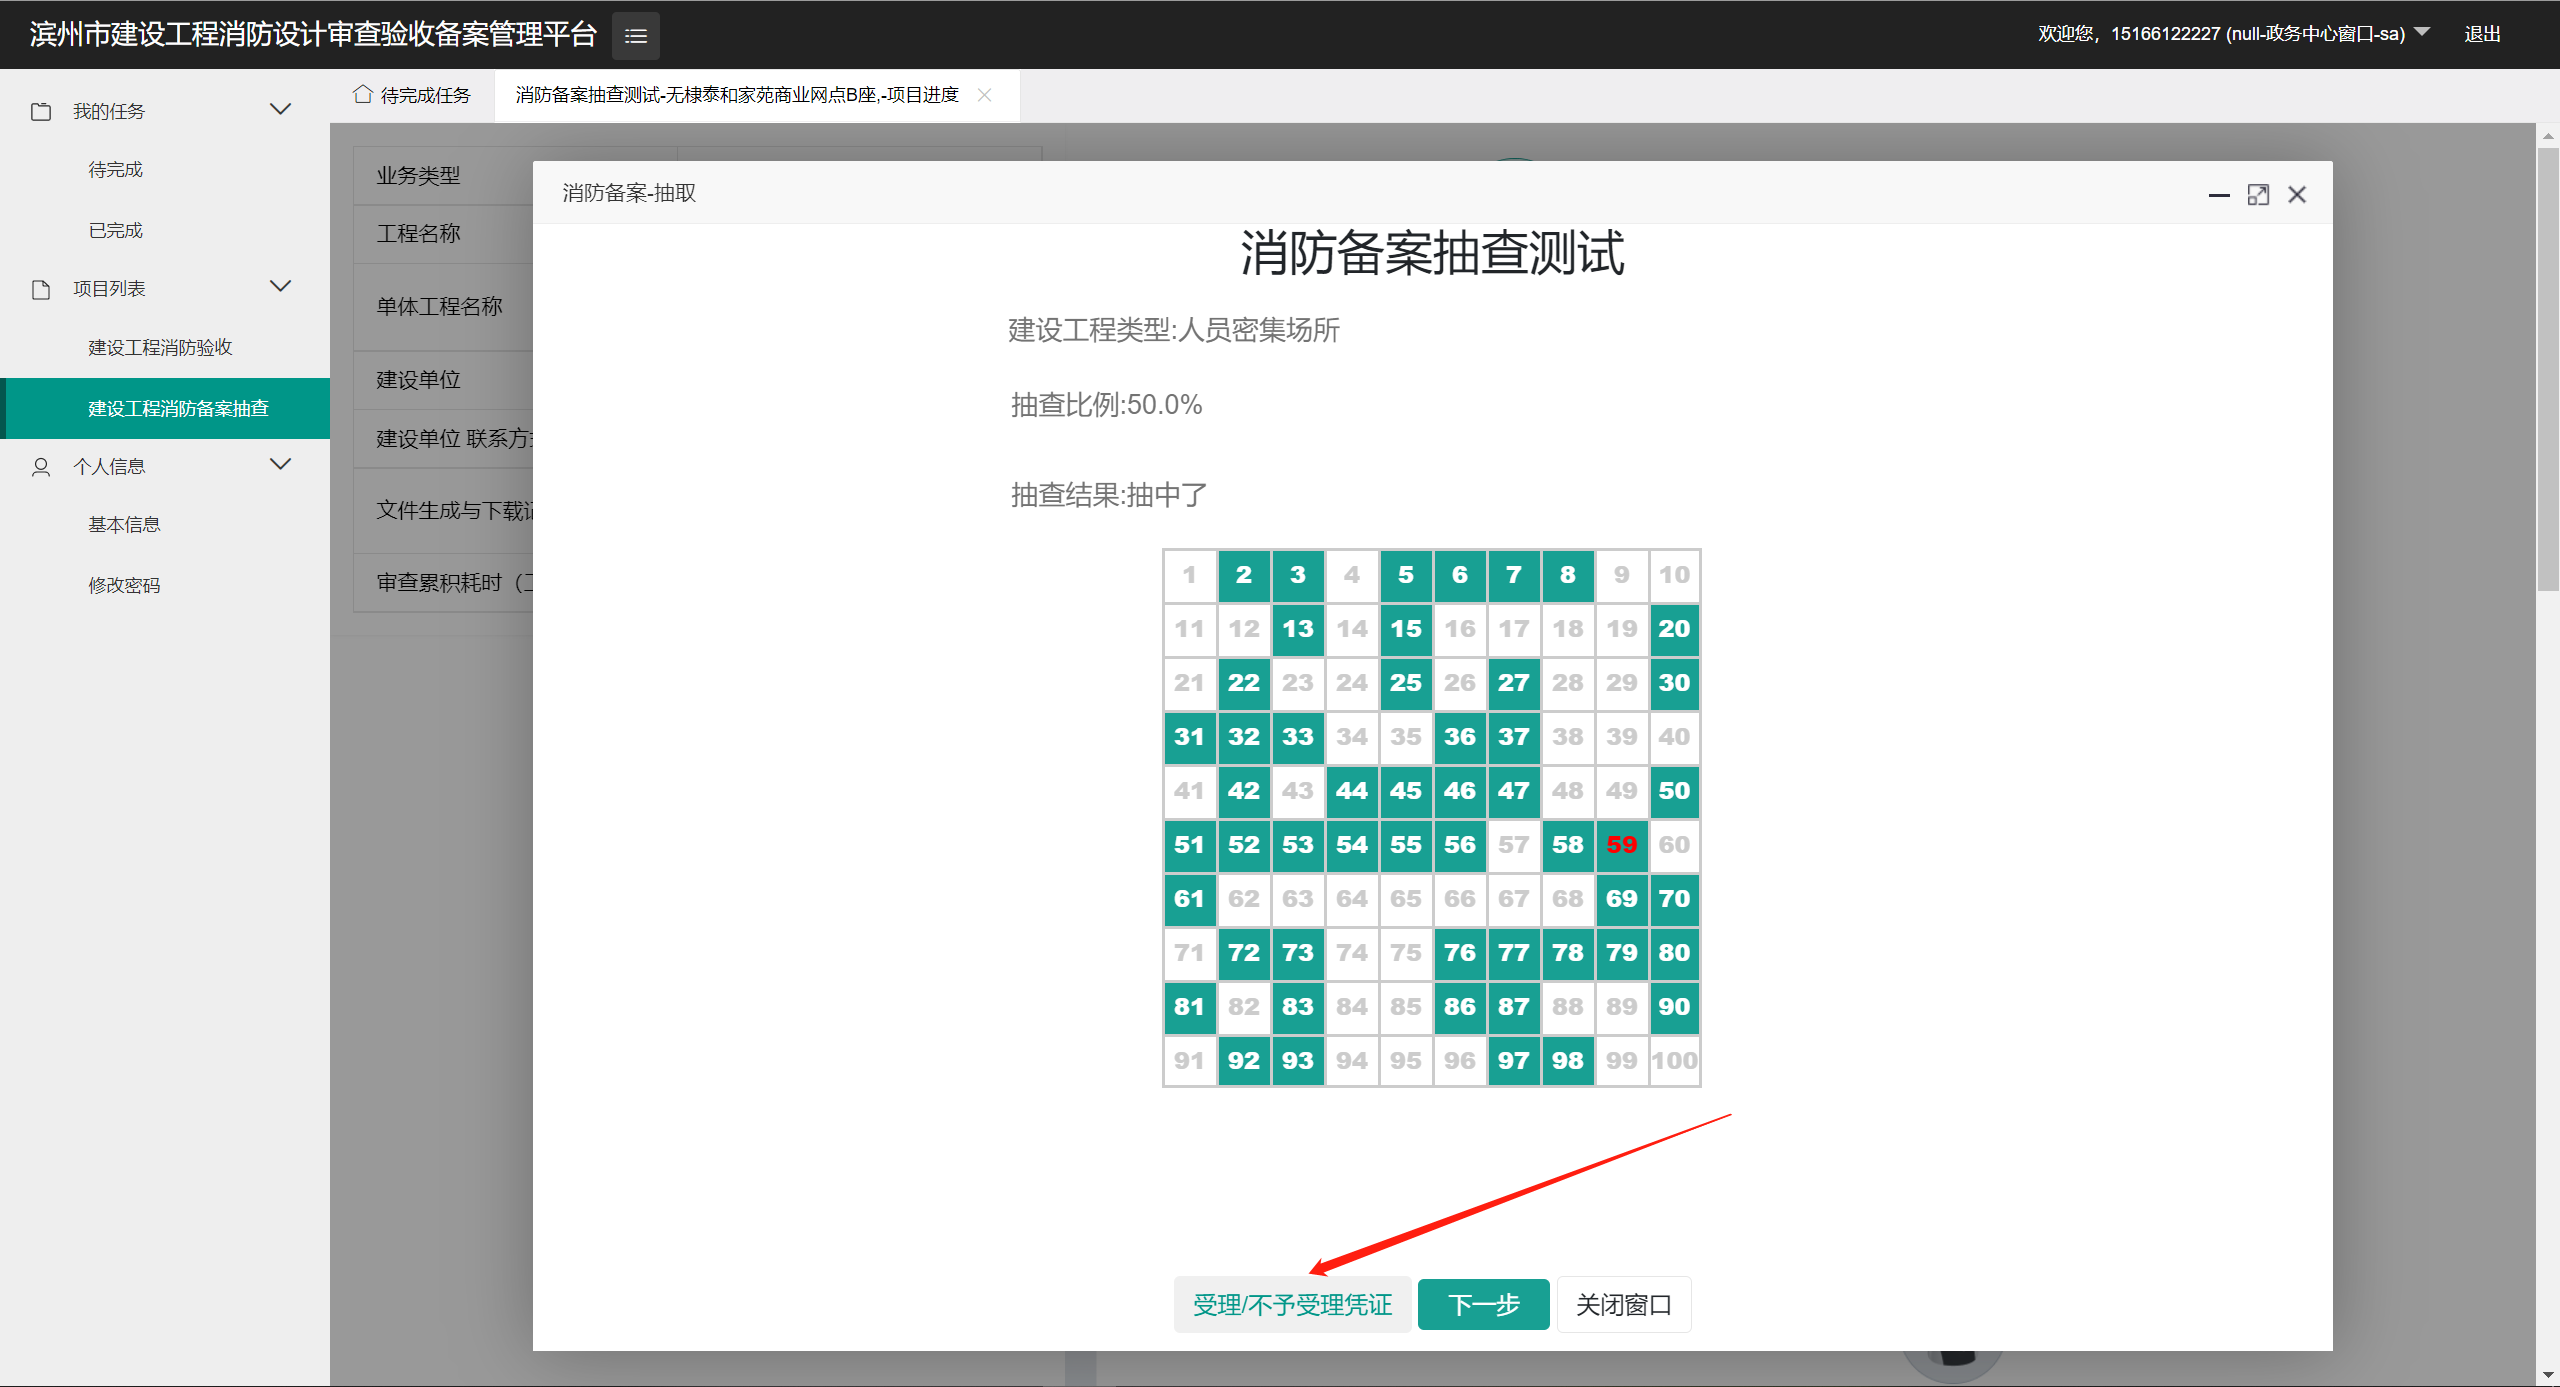 滨州市建设工程消防设计审查验收备案管理平台
欢迎您，15166122227 (null-政务中心窗口-sa)
退出
我的任务
待完成
已完成
项目列表
建设工程消防验收
建设工程消防备案抽查
个人信息
基本信息
修改密码
待完成任务
消防备案抽查测试-无棣泰和家苑商业网点B座,-项目进度
业务类型
工程名称
单体工程名称
建设单位
建设单位 联系方
文件生成与下载
审查累积耗时（
消防备案-抽取
消防备案抽查测试
建设工程类型:人员密集场所
抽查比例:50.0%
抽查结果:抽中了
1 2 3 4 5 6 7 8 9 10
11 12 13 14 15 16 17 18 19 20
21 22 23 24 25 26 27 28 29 30
31 32 33 34 35 36 37 38 39 40
41 42 43 44 45 46 47 48 49 50
51 52 53 54 55 56 57 58 59 60
61 62 63 64 65 66 67 68 69 70
71 72 73 74 75 76 77 78 79 80
81 82 83 84 85 86 87 88 89 90
91 92 93 94 95 96 97 98 99 100
受理/不予受理凭证
下一步
关闭窗口